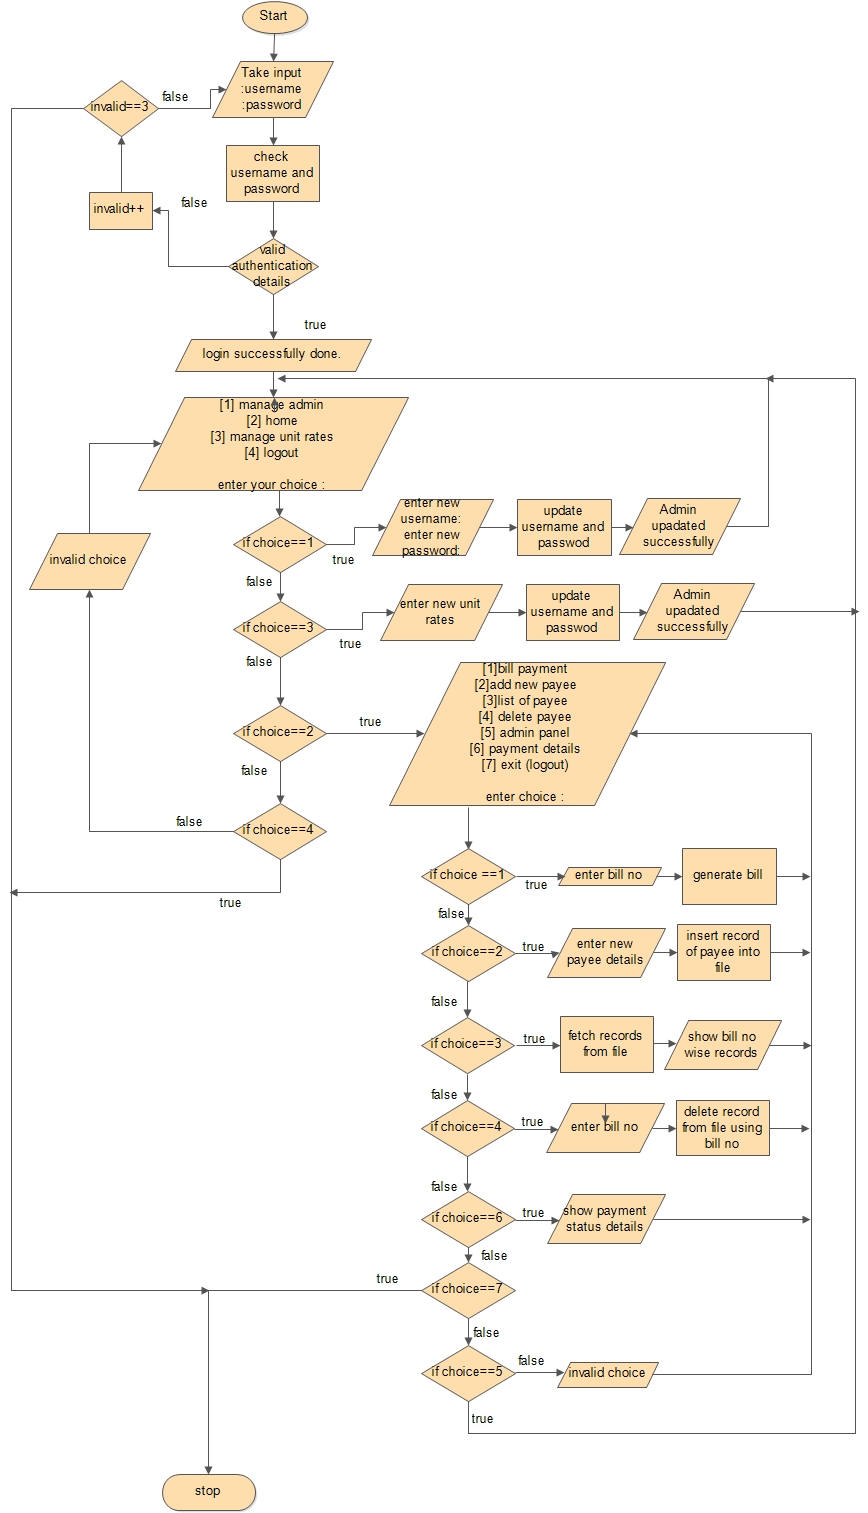 Start
Take input
:username
:password
false
invalid==3
check
username and
password
false
invalid++
valid
authentication
details
true
login successfully done.
[1] manage admin
[2] home
[3] manage unit rates
[4] logout
enter your choice :
enter new
username:
enter new
password:
update
username and
passwod
Admin
upadated
successfully
if choice==1
true
false
invalid choice
enter new unit
rates
update
username and
passwod
Admin
upadated
successfully
if choice==3
true
false
[1]bill payment
[2]add new payee
[3]list of payee
[4] delete payee
[5] admin panel
[6] payment details
[7] exit (logout)
enter choice :
if choice==2
true
false
false
if choice==4
true
if choice ==1
true
enter bill no
generate bill
false
if choice==2
true
enter new
payee details
insert record
of payee into
file
false
if choice==3
true
fetch records
from file
show bill no
wise records
false
if choice==4
true
enter bill no
delete record
from file using
bill no
false
if choice==6
true
show payment
status details
false
true
if choice==7
false
if choice==5
false
invalid choice
true
stop